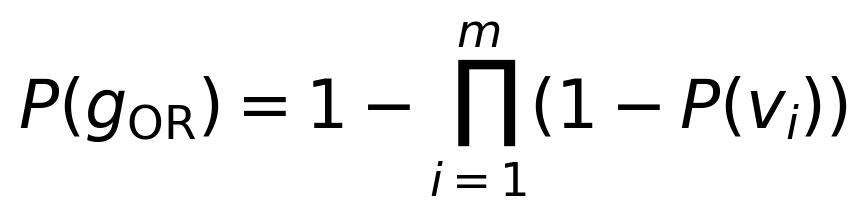 P(g_OR) = 1 − ∏_{i=1}^{m} (1 − P(v_i))